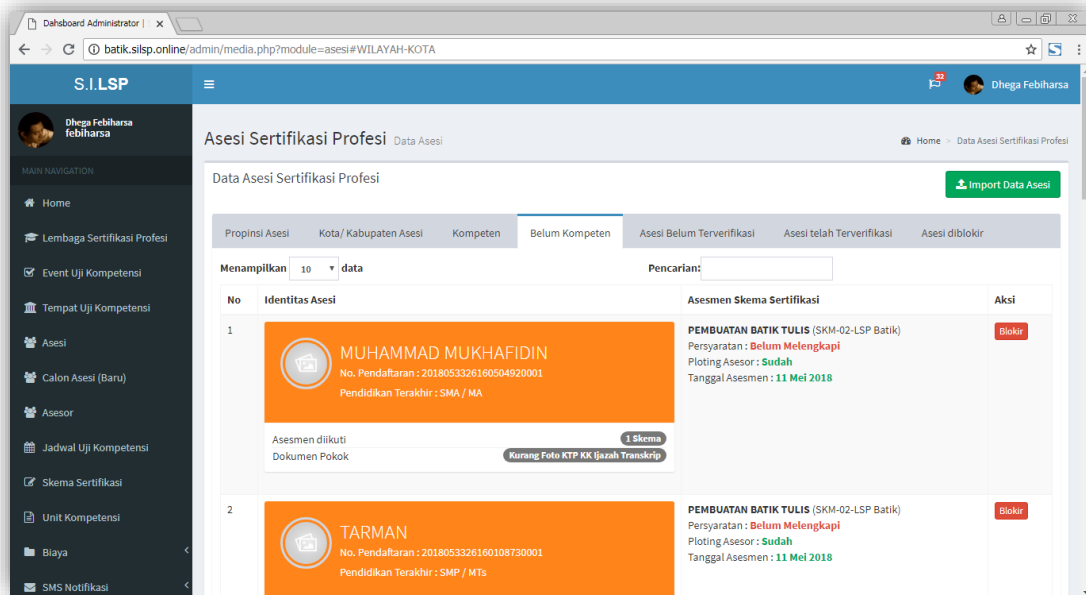 Dahsboard Administrator |
batik.silsp.online/admin/media.php?module=asesi#WILAYAH-KOTA
S.I.LSP
32
Dhega Febiharsa
Dhega Febiharsa
febiharsa
MAIN NAVIGATION
Home
Lembaga Sertifikasi Profesi
Event Uji Kompetensi
Tempat Uji Kompetensi
Asesi
Calon Asesi (Baru)
Asesor
Jadwal Uji Kompetensi
Skema Sertifikasi
Unit Kompetensi
Biaya
SMS Notifikasi
Asesi Sertifikasi Profesi Data Asesi
Home > Data Asesi Sertifikasi Profesi
Data Asesi Sertifikasi Profesi
Import Data Asesi
Propinsi Asesi Kota/ Kabupaten Asesi Kompeten Belum Kompeten Asesi Belum Terverifikasi Asesi telah Terverifikasi Asesi diblokir
Menampilkan 10 data
Pencarian:
No Identitas Asesi Asesmen Skema Sertifikasi Aksi
1
MUHAMMAD MUKHAFIDIN
No. Pendaftaran : 2018053326160504920001
Pendidikan Terakhir : SMA / MA
Asesmen diikuti 1 Skema
Dokumen Pokok Kurang Foto KTP KK Ijazah Transkrip
PEMBUATAN BATIK TULIS (SKM-02-LSP Batik)
Persyaratan : Belum Melengkapi
Ploting Asesor : Sudah
Tanggal Asesmen : 11 Mei 2018
Blokir
2
TARMAN
No. Pendaftaran : 2018053326160108730001
Pendidikan Terakhir : SMP / MTs
PEMBUATAN BATIK TULIS (SKM-02-LSP Batik)
Persyaratan : Belum Melengkapi
Ploting Asesor : Sudah
Tanggal Asesmen : 11 Mei 2018
Blokir